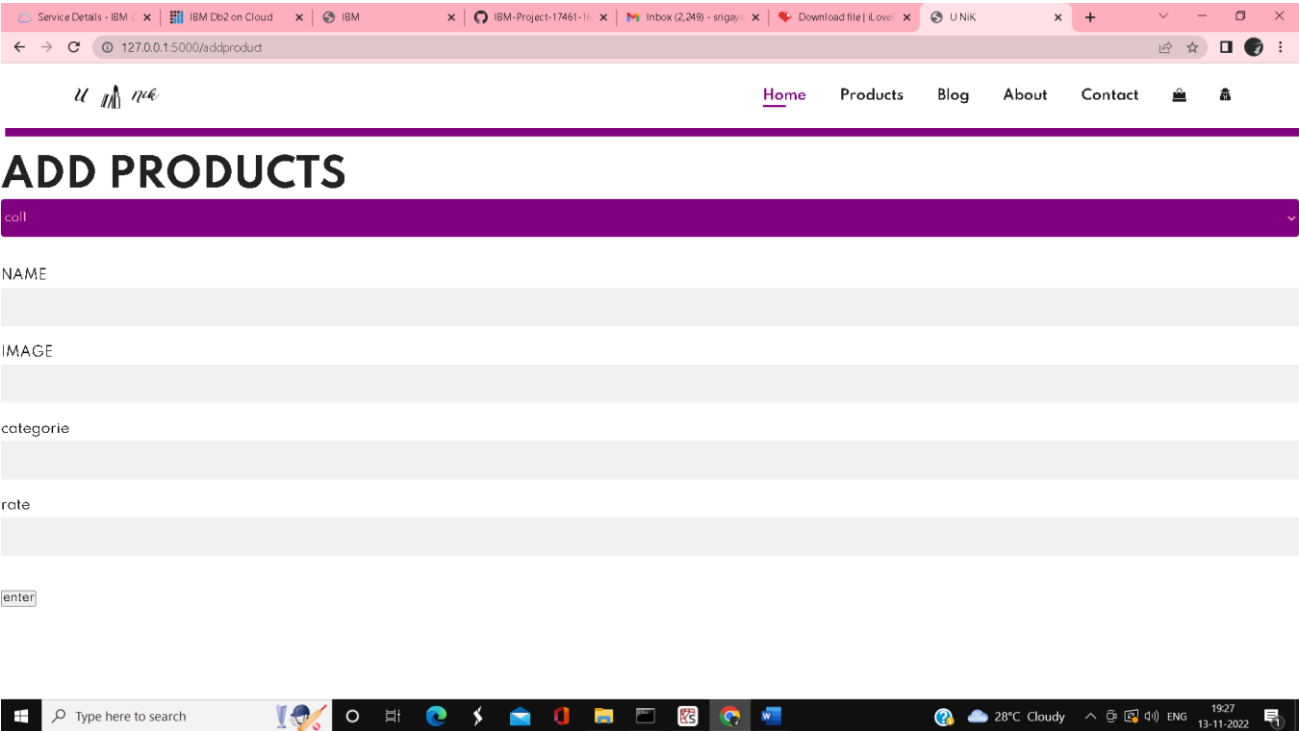 Service Details - IBM C
IBM Db2 on Cloud
IBM
IBM-Project-17461-16
Inbox (2,249) - srigaya
Download file | iLoveP
U NiK
127.0.0.1:5000/addproduct
U nik
Home Products Blog About Contact
ADD PRODUCTS
coll
NAME
IMAGE
categorie
rate
enter
Type here to search
28°C Cloudy
ENG
19:27
13-11-2022